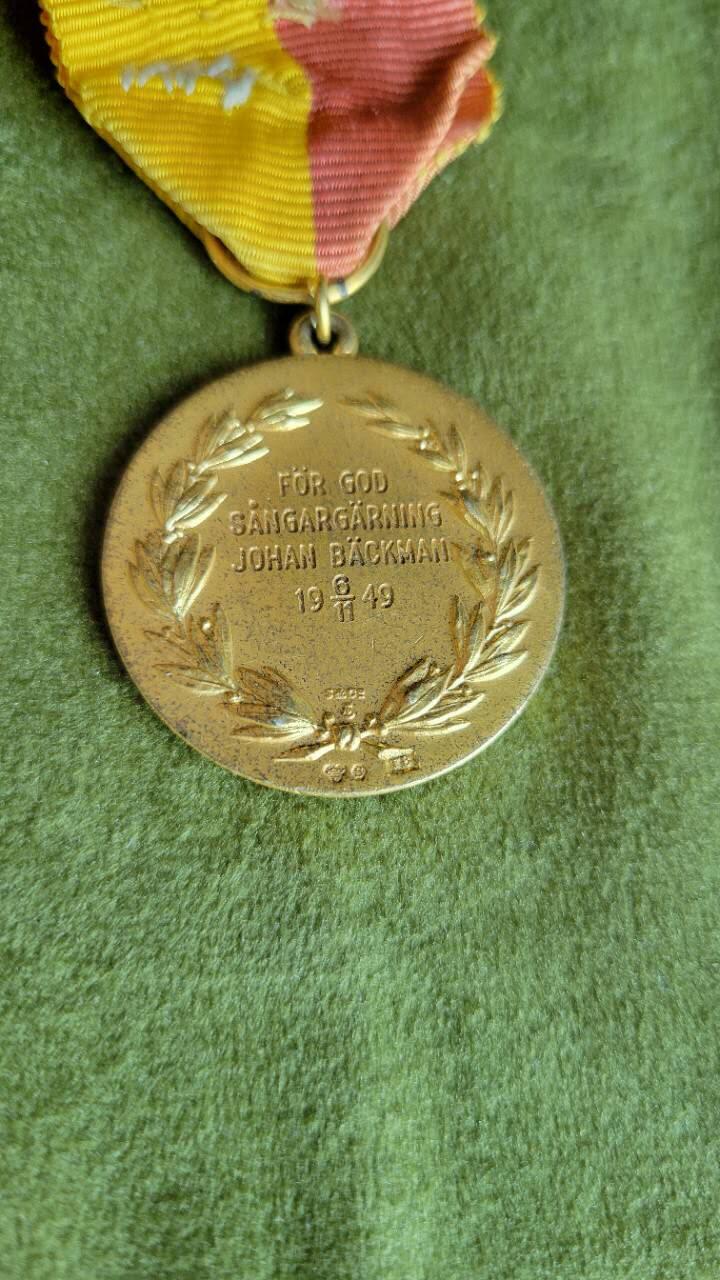 FÖR GOD
SÅNGARGÄRNING
JOHAN BÄCKMAN
19 6/11 49